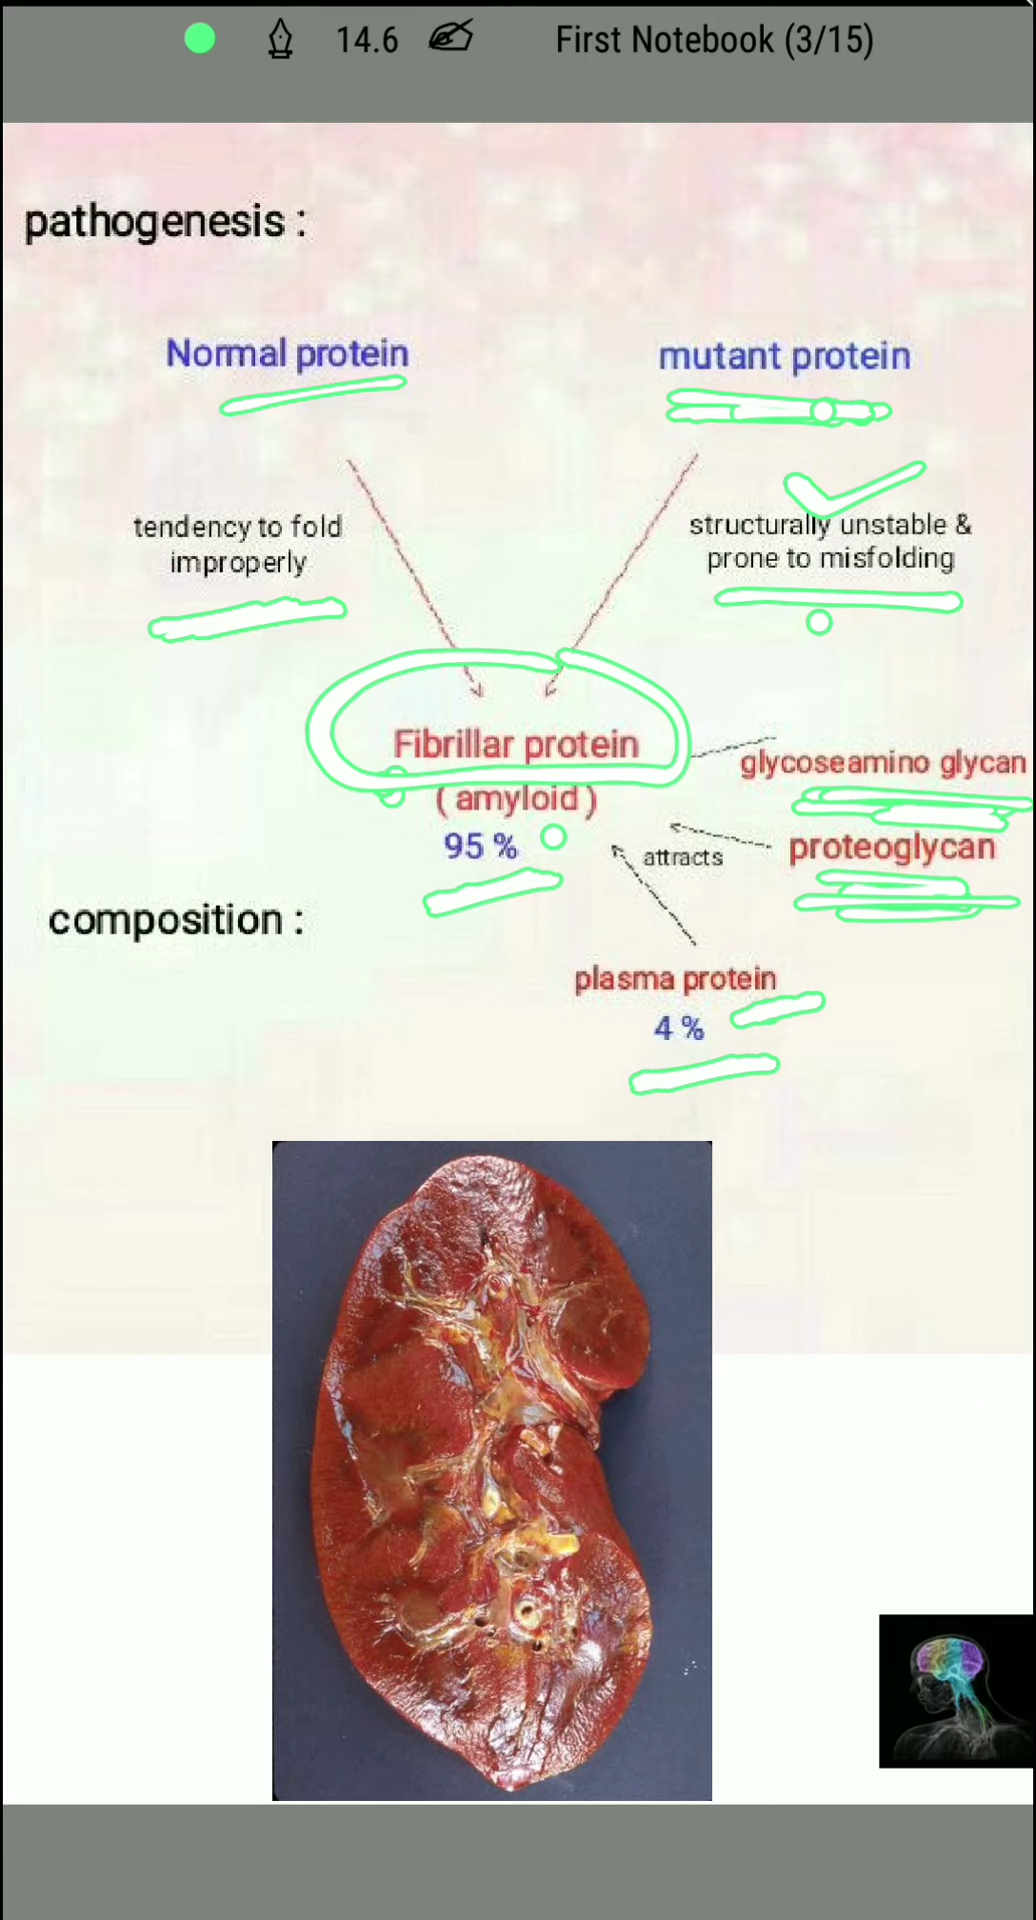 14.6 First Notebook (3/15)
pathogenesis :
Normal protein
mutant protein
tendency to fold
improperly
structurally unstable &
prone to misfolding
Fibrillar protein
( amyloid )
95 %
glycoseamino glycan
proteoglycan
attracts
composition :
plasma protein
4 %